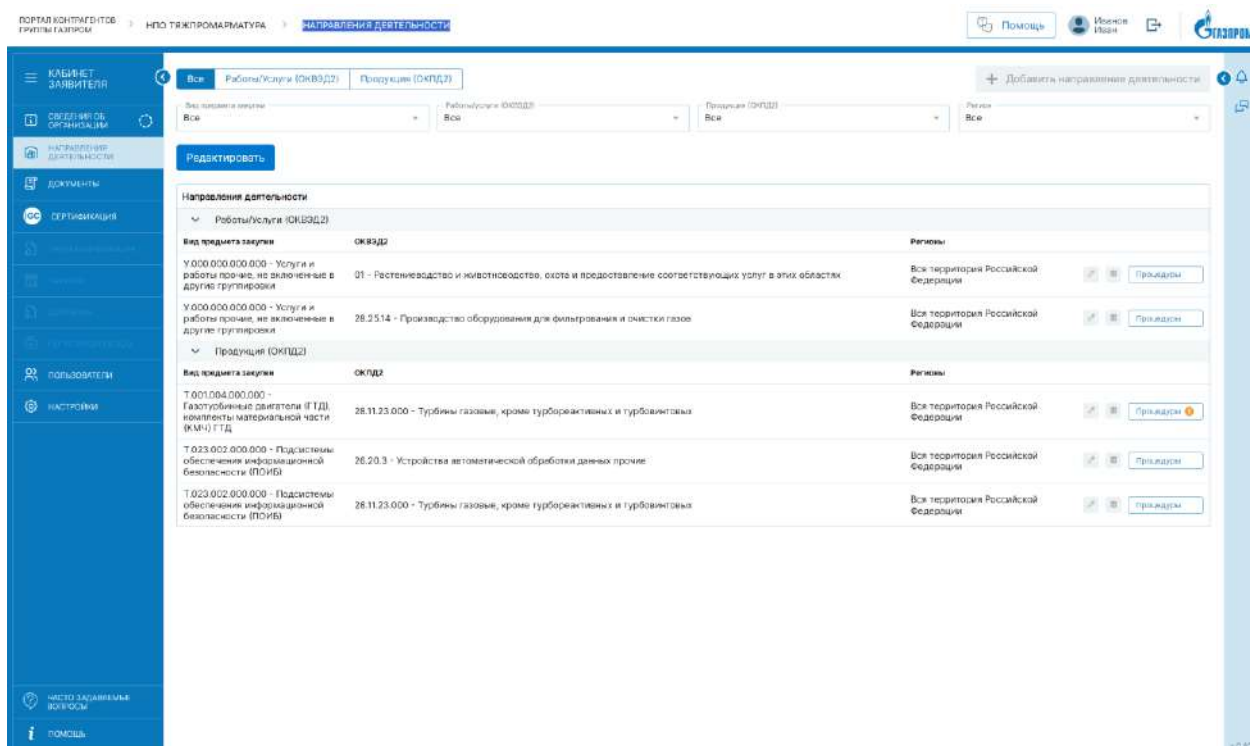 ПОРТАЛ КОНТРАГЕНТОВ
ГРУППЫ ГАЗПРОМ
НПО ТЯЖПРОМАРМАТУРА
НАПРАВЛЕНИЯ ДЕЯТЕЛЬНОСТИ
Помощь
Иванов
Иван
ГАЗПРОМ
КАБИНЕТ
ЗАЯВИТЕЛЯ
Все Работы/Услуги (ОКВЭД2) Продукция (ОКПД2)
+ Добавить направление деятельности
Вид предмета закупки
Все
Работы/услуги (ОКВЭД2)
Все
Продукция (ОКПД2)
Все
Регион
Все
СВЕДЕНИЯ ОБ
ОРГАНИЗАЦИИ
НАПРАВЛЕНИЯ
ДЕЯТЕЛЬНОСТИ
ДОКУМЕНТЫ
СЕРТИФИКАЦИЯ
ПОЛЬЗОВАТЕЛИ
НАСТРОЙКИ
ЧАСТО ЗАДАВАЕМЫЕ
ВОПРОСЫ
ПОМОЩЬ
Редактировать
Направления деятельности
Работы/Услуги (ОКВЭД2)
Вид предмета закупки ОКВЭД2 Регионы
У.000.000.000.000 - Услуги и
работы прочие, не включенные в
другие группировки
01 - Растениеводство и животноводство, охота и предоставление соответствующих услуг в этих областях
Вся территория Российской
Федерации
Процедуры
У.000.000.000.000 - Услуги и
работы прочие, не включенные в
другие группировки
28.25.14 - Производство оборудования для фильтрования и очистки газов
Вся территория Российской
Федерации
Процедуры
Продукция (ОКПД2)
Вид предмета закупки ОКПД2 Регионы
Т.001.004.000.000 -
Газотурбинные двигатели (ГТД),
комплекты материальной части
(КМЧ) ГТД
28.11.23.000 - Турбины газовые, кроме турбореактивных и турбовинтовых
Вся территория Российской
Федерации
Процедуры
Т.023.002.000.000 - Подсистемы
обеспечения информационной
безопасности (ПОИБ)
26.20.3 - Устройства автоматической обработки данных прочие
Вся территория Российской
Федерации
Процедуры
Т.023.002.000.000 - Подсистемы
обеспечения информационной
безопасности (ПОИБ)
28.11.23.000 - Турбины газовые, кроме турбореактивных и турбовинтовых
Вся территория Российской
Федерации
Процедуры